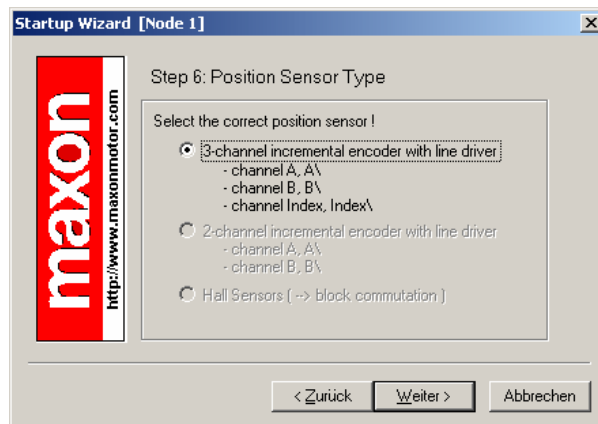 Startup Wizard [Node 1]
maxon
http://www.maxonmotor.com
Step 6: Position Sensor Type
Select the correct position sensor !
3-channel incremental encoder with line driver
- channel A, A\
- channel B, B\
- channel Index, Index\
2-channel incremental encoder with line driver
- channel A, A\
- channel B, B\
Hall Sensors ( --> block commutation )
< Zurück
Weiter >
Abbrechen